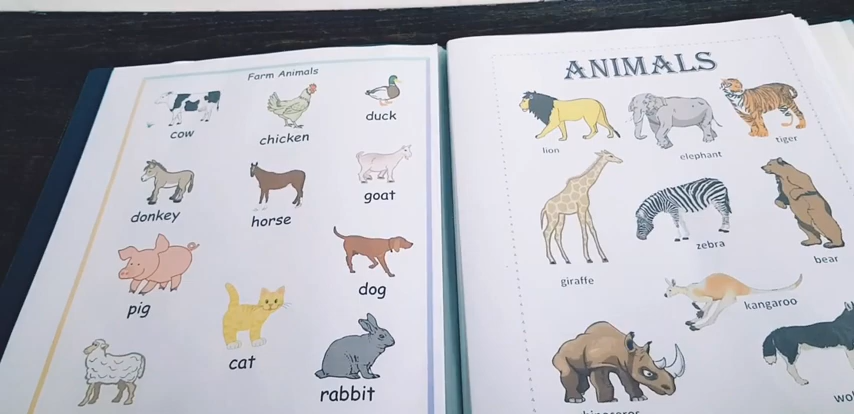 Farm Animals
cow
chicken
duck
donkey
horse
goat
pig
cat
dog
rabbit
ANIMALS
lion
elephant
tiger
giraffe
zebra
bear
kangaroo